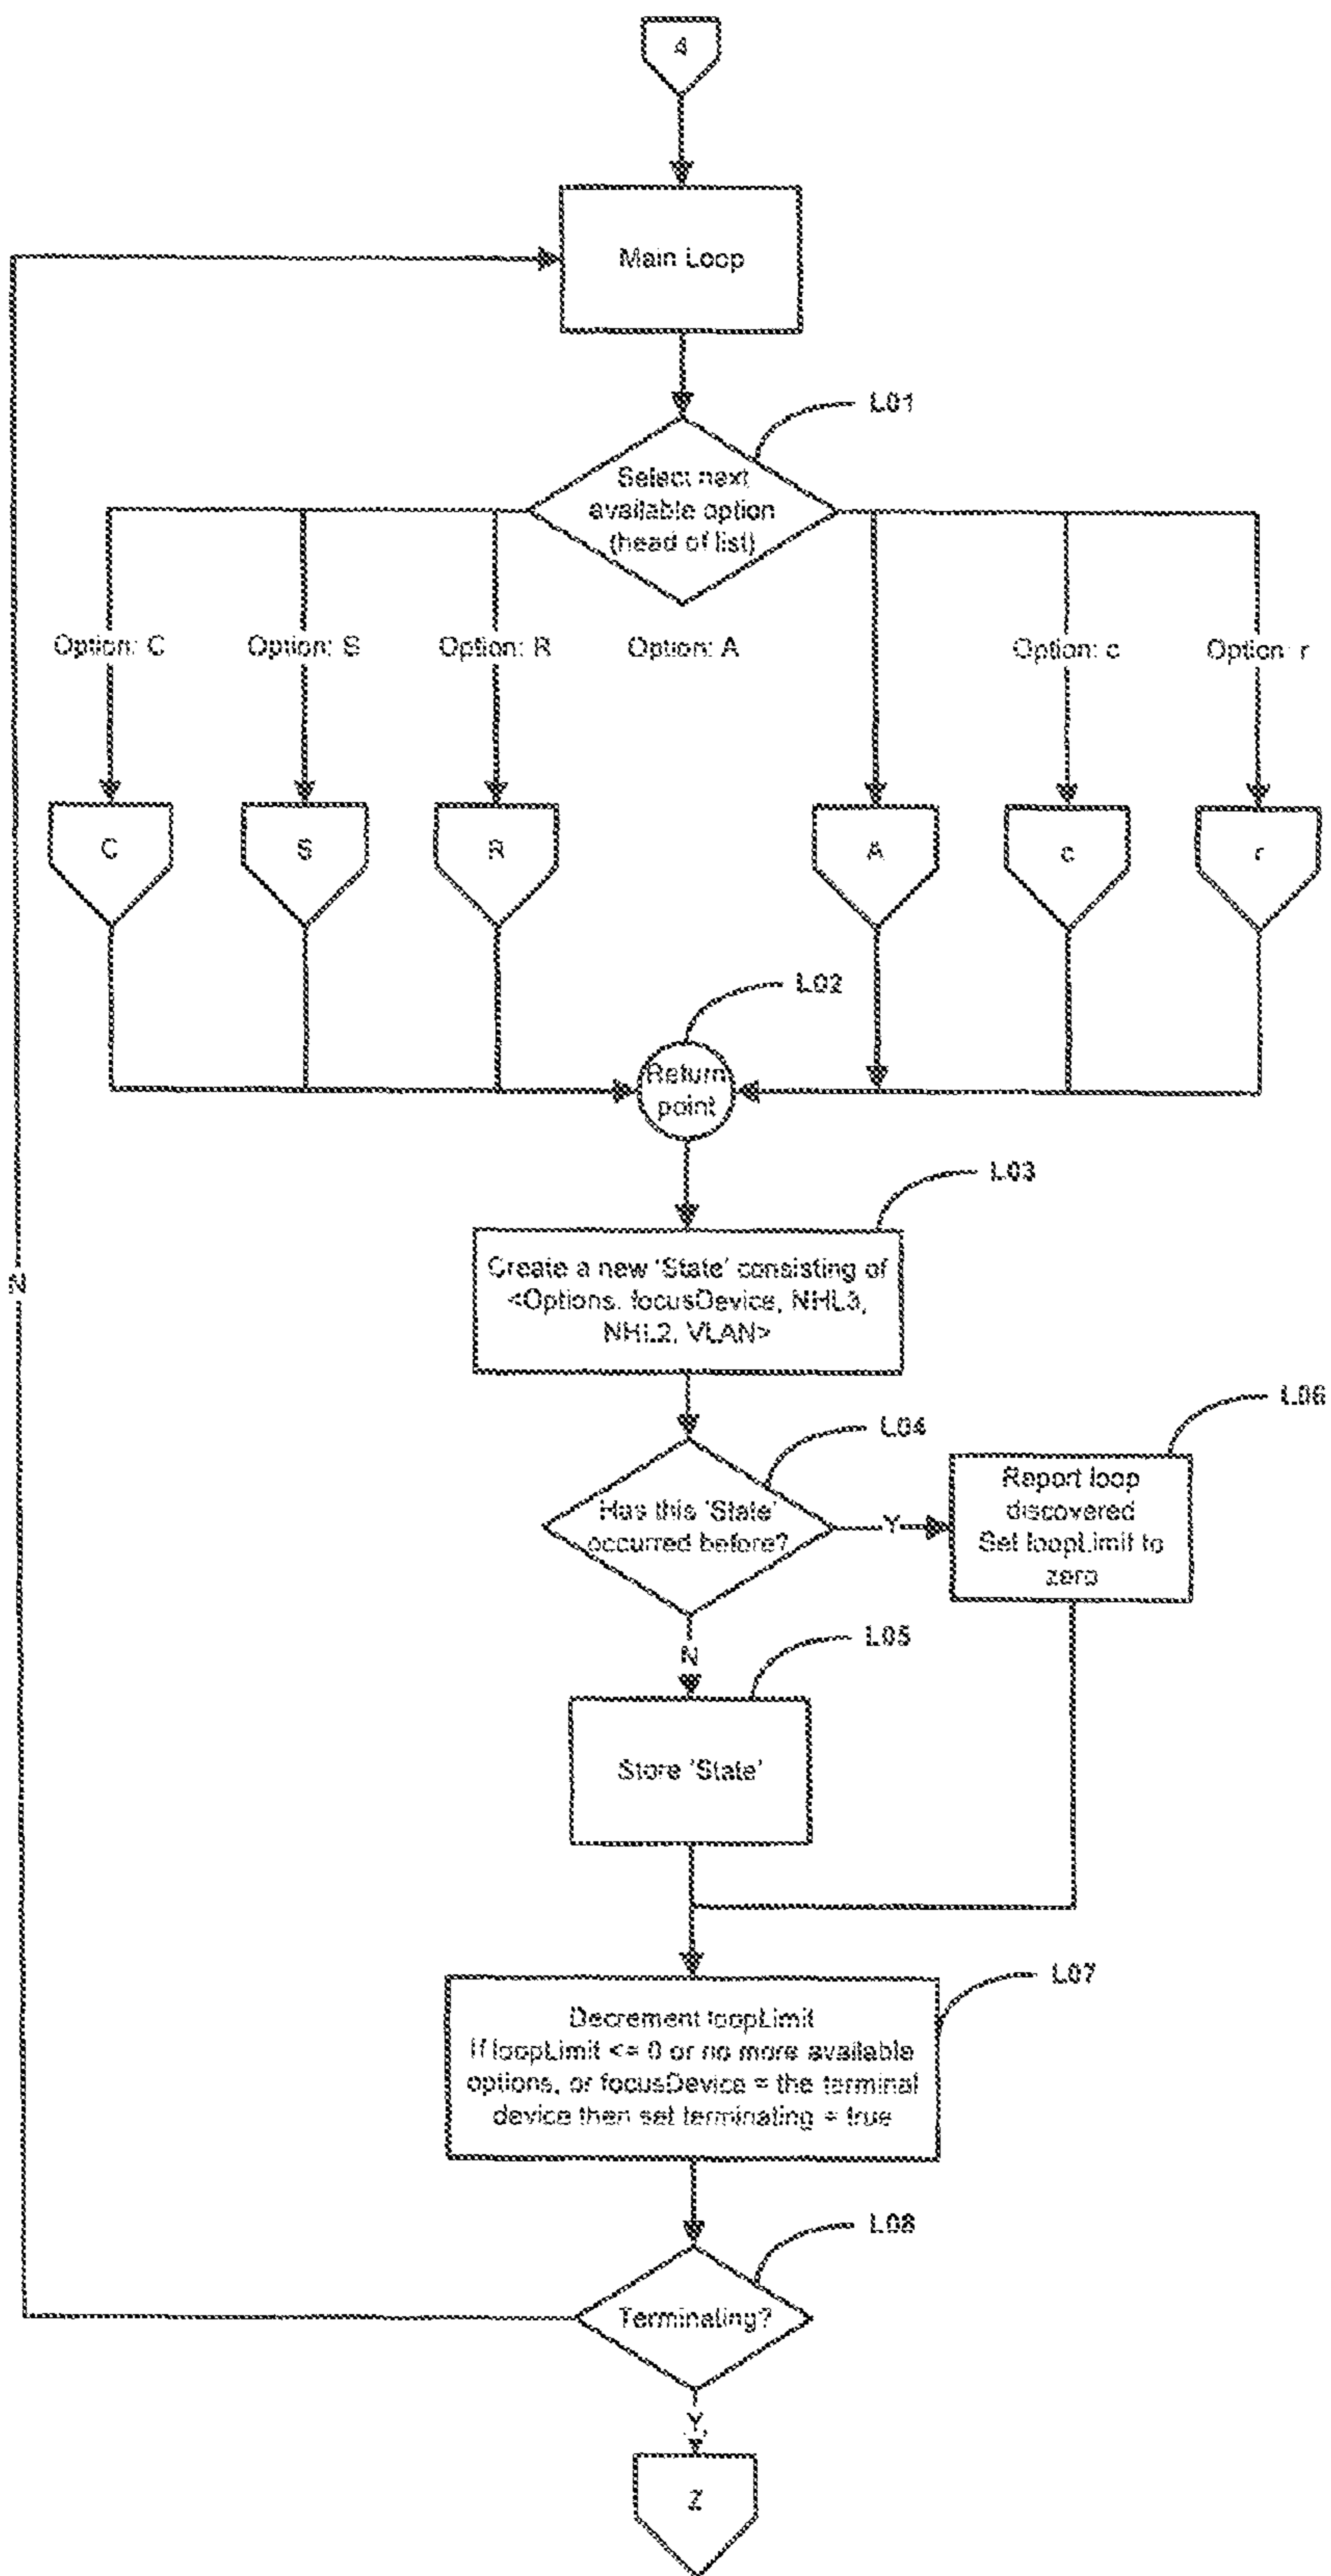 4
Main Loop
L01
Select next
available option
(head of list)
Option: C
Option: S
Option: R
Option: A
Option: c
Option: r
C
S
R
A
c
r
L02
Return
point
L03
Create a new 'State' consisting of
<Options, focusDevice, NHL3,
NHL2, VLAN>
N
L04
L06
Has this 'State'
occurred before?
Y
Report loop
discovered
Set loopLimit to
zero
N
L05
Store 'State'
L07
Decrement loopLimit
If loopLimit <= 0 or no more available
options, or focusDevice = the terminal
device then set terminating = true
L08
Terminating?
Y
Z